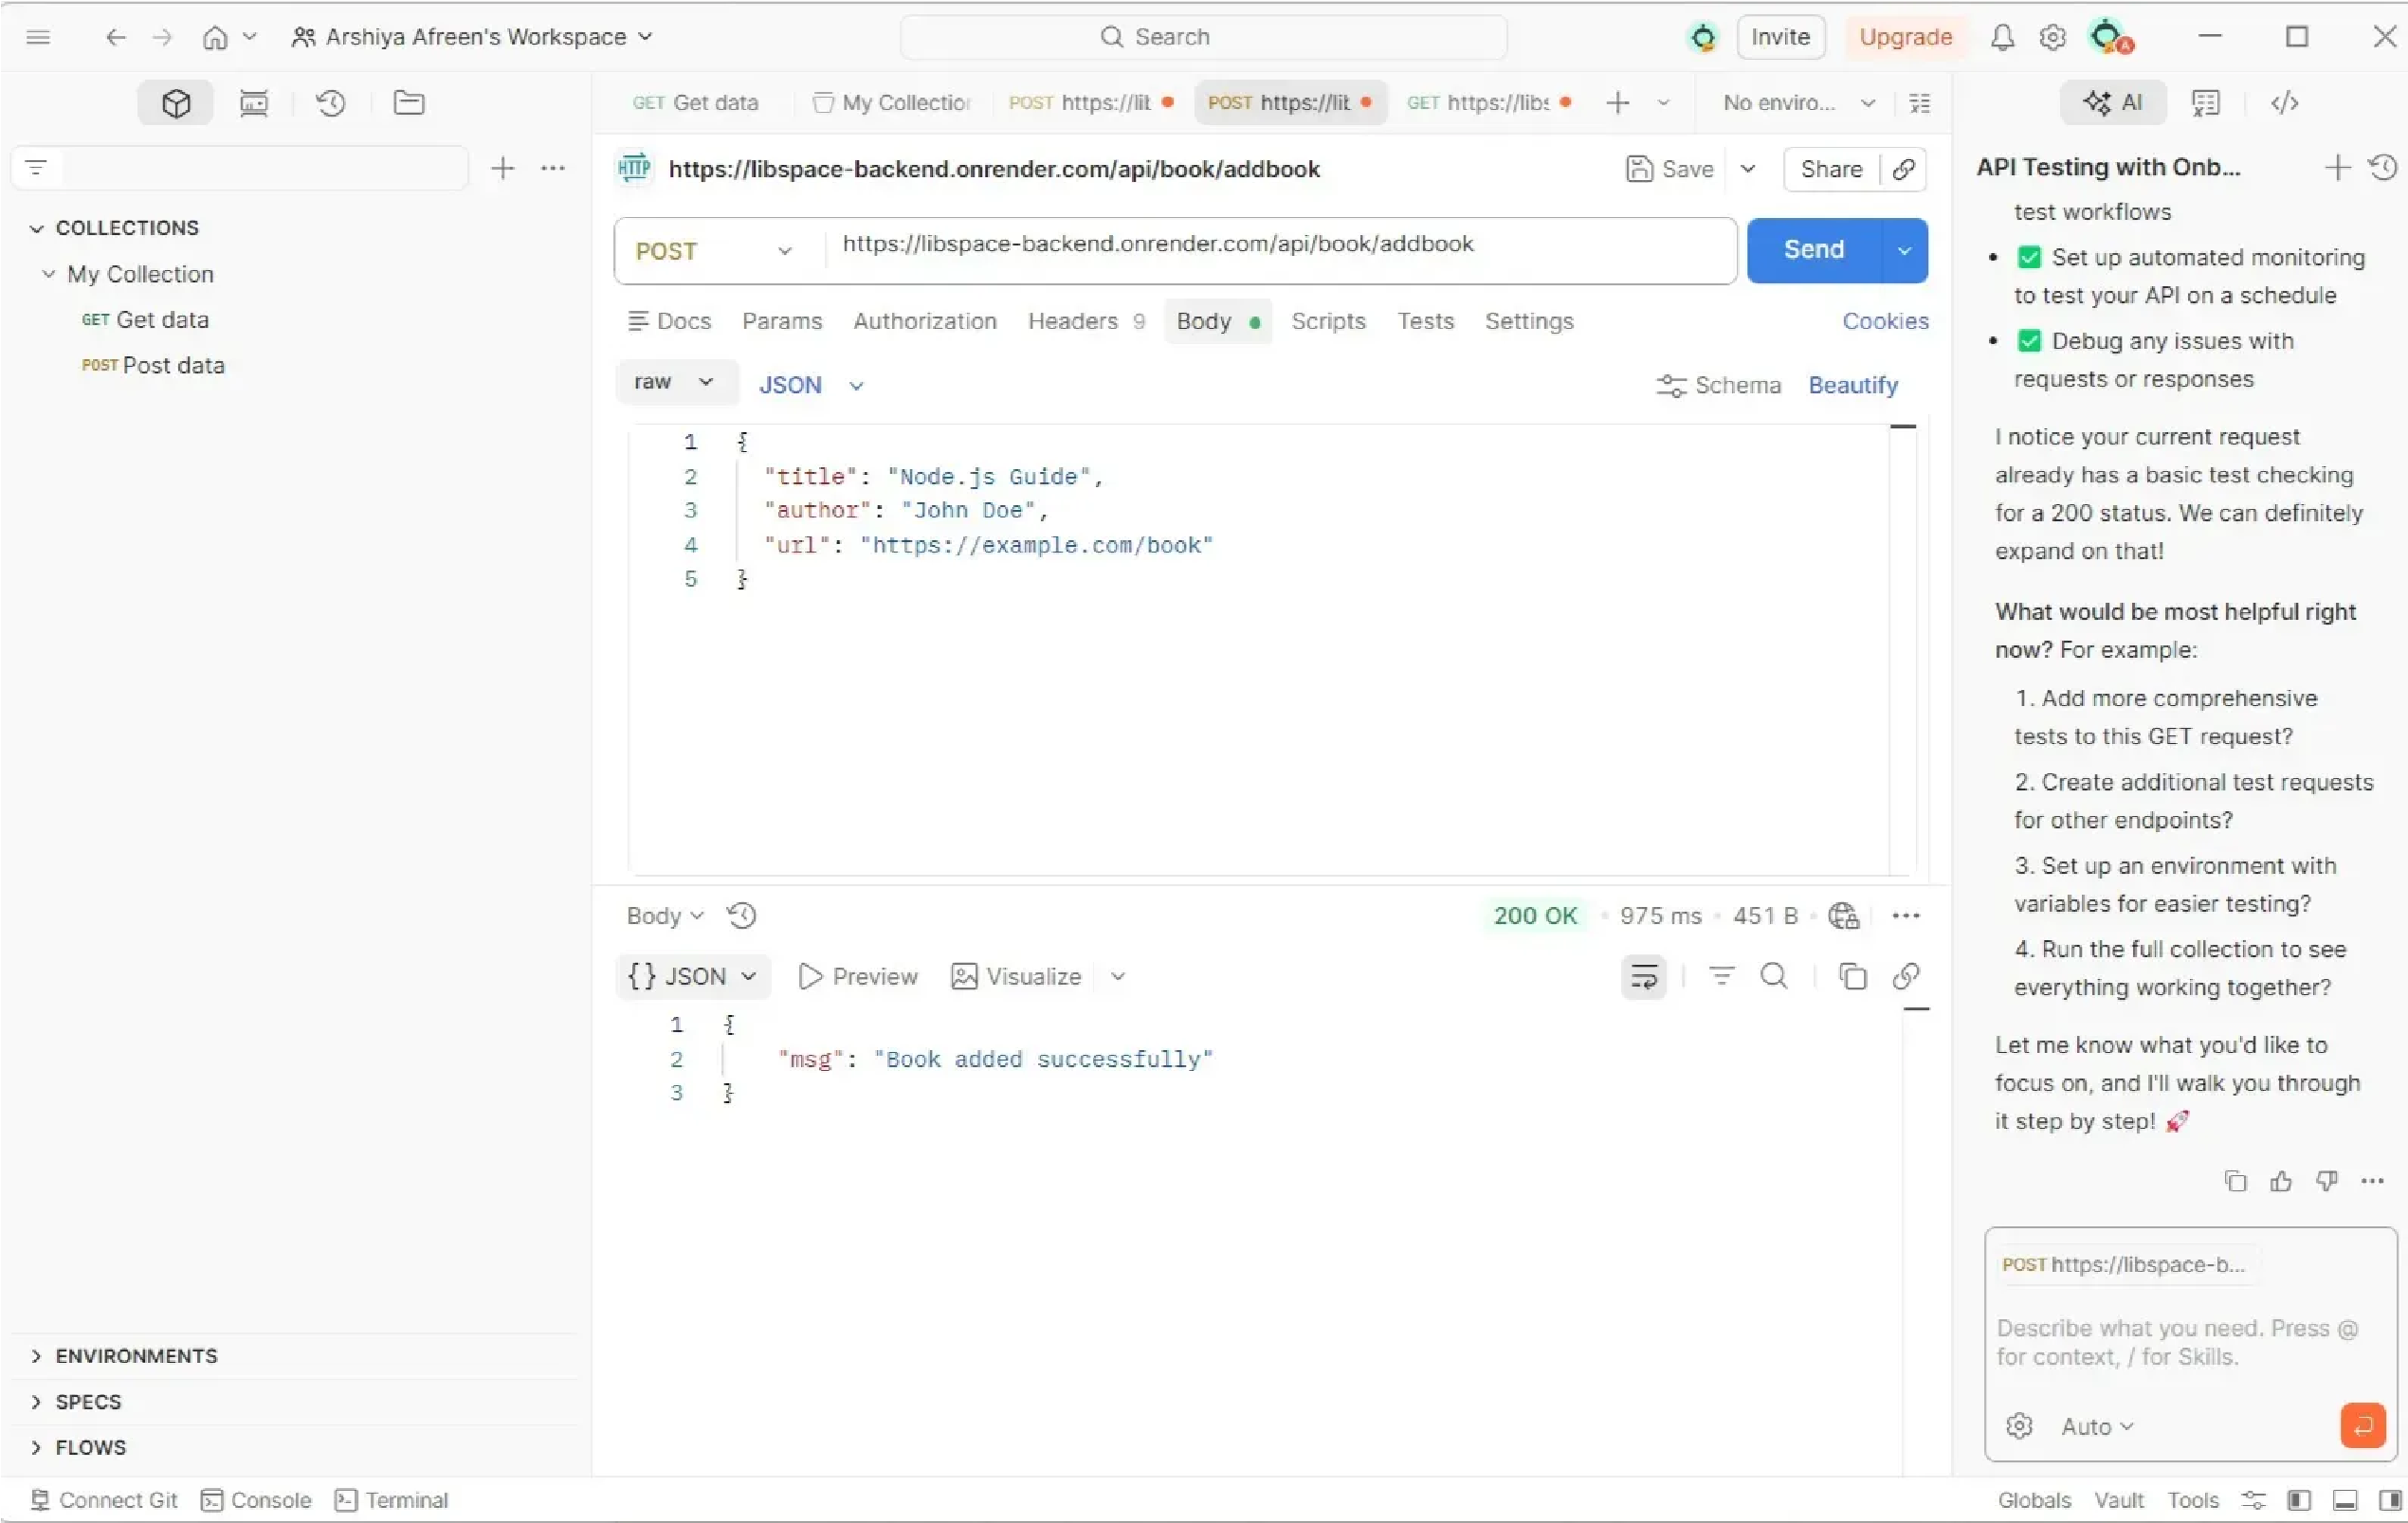 Arshiya Afreen's Workspace
Search
Invite
Upgrade
GET Get data
My Collection
POST https://lit
POST https://lit
GET https://libs
No enviro...
AI
HTTP https://libspace-backend.onrender.com/api/book/addbook
Save
Share
POST
https://libspace-backend.onrender.com/api/book/addbook
Send
Docs
Params
Authorization
Headers 9
Body
Scripts
Tests
Settings
Cookies
raw
JSON
Schema
Beautify
1 {
2 "title": "Node.js Guide",
3 "author": "John Doe",
4 "url": "https://example.com/book"
5 }
Body
200 OK
975 ms
451 B
{} JSON
Preview
Visualize
1 {
2 "msg": "Book added successfully"
3 }
COLLECTIONS
My Collection
GET Get data
POST Post data
ENVIRONMENTS
SPECS
FLOWS
API Testing with Onb...
test workflows
• ✅ Set up automated monitoring
to test your API on a schedule
• ✅ Debug any issues with
requests or responses
I notice your current request
already has a basic test checking
for a 200 status. We can definitely
expand on that!
What would be most helpful right
now? For example:
1. Add more comprehensive
tests to this GET request?
2. Create additional test requests
for other endpoints?
3. Set up an environment with
variables for easier testing?
4. Run the full collection to see
everything working together?
Let me know what you'd like to
focus on, and I'll walk you through
it step by step! 🚀
POST https://libspace-b...
Describe what you need. Press @
for context, / for Skills.
Auto
Connect Git
Console
Terminal
Globals
Vault
Tools